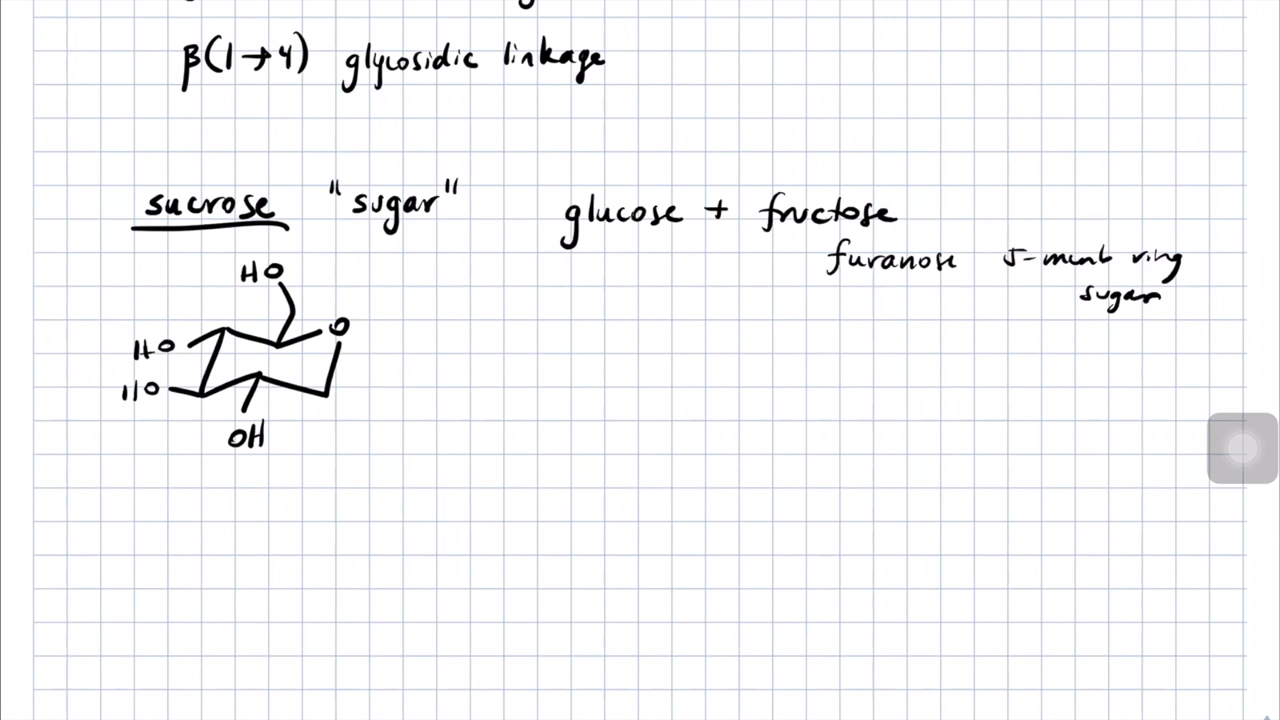 β(1→4) glycosidic linkage
sucrose "sugar" glucose + fructose
furanose 5-memb ring
sugar
HO
O
HO
HO
OH